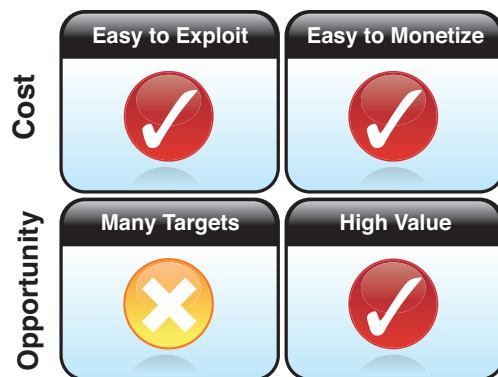 Cost
Easy to Exploit
Easy to Monetize
Opportunity
Many Targets
High Value